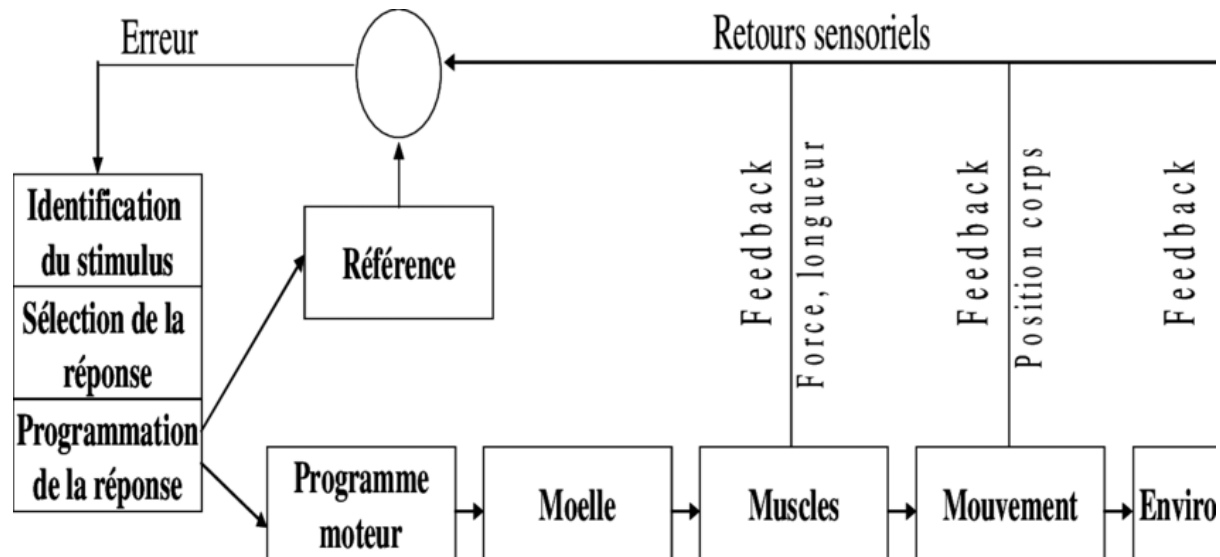 Erreur
Retours sensoriels
Identification
du stimulus
Sélection de la
réponse
Programmation
de la réponse
Référence
Feedback
Force, longueur
Feedback
Position corps
Feedback
Programme
moteur
Moelle
Muscles
Mouvement
Enviro